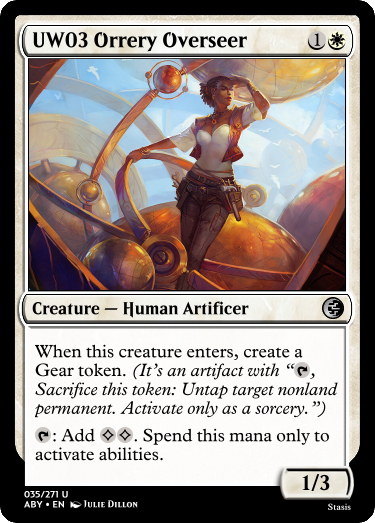 UW03 Orrery Overseer 1
Creature — Human Artificer
When this creature enters, create a
Gear token. (It's an artifact with “,
Sacrifice this token: Untap target nonland
permanent. Activate only as a sorcery.”)
: Add . Spend this mana only to
activate abilities.
1/3
035/271 U
ABY • EN JULIE DILLON
Stasis